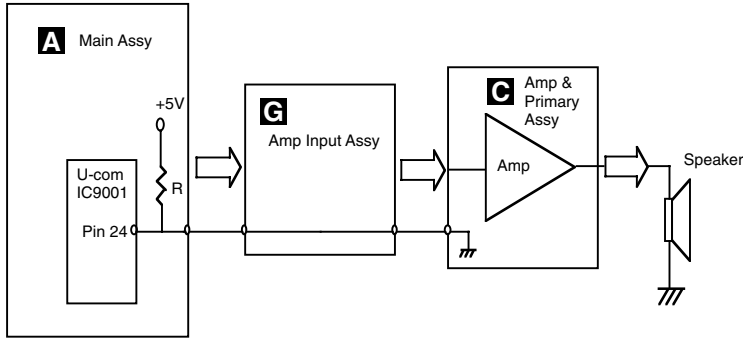 A Main Assy
+5V
U-com
IC9001
R
Pin 24
G
Amp Input Assy
C Amp &
Primary
Assy
Amp
Speaker